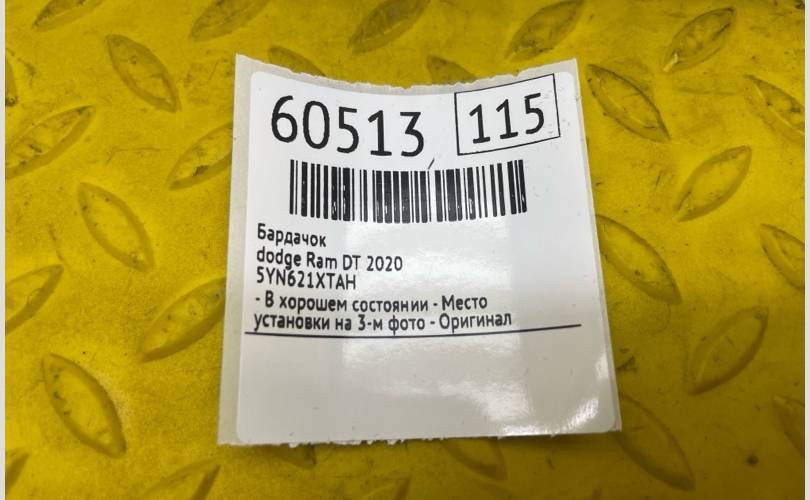 60513 115
Бардачок
dodge Ram DT 2020
5YN621XTAH
- В хорошем состоянии - Место
установки на 3-м фото - Оригинал